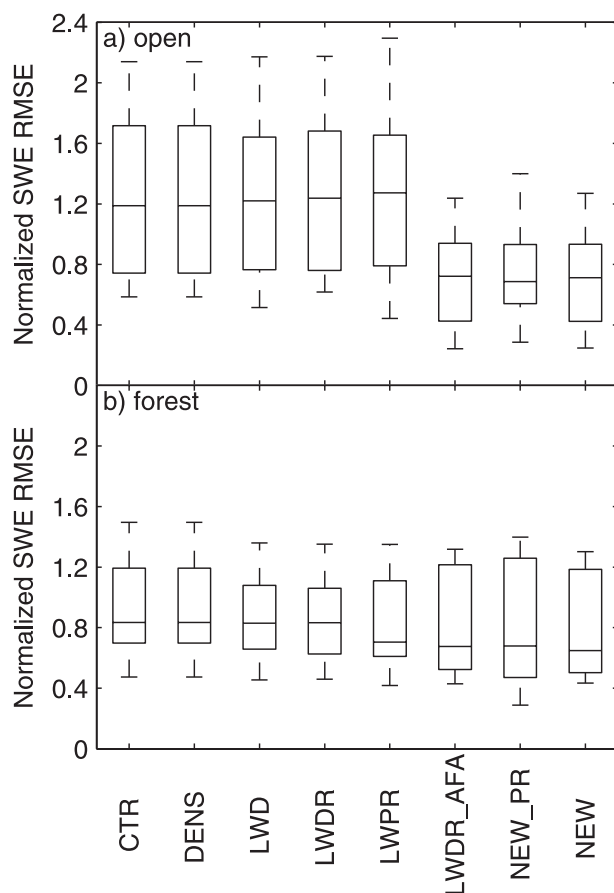 a) open
Normalized SWE RMSE
2.4
2
1.6
1.2
0.8
0.4
0
b) forest
Normalized SWE RMSE
2
1.6
1.2
0.8
0.4
0
CTR
DENS
LWD
LWDR
LWPR
LWDR_AFA
NEW_PR
NEW